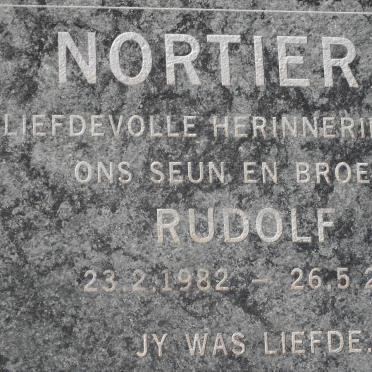 NORTIER
LIEFDEVOLLE HERINNERI
ONS SEUN EN BROE
RUDOLF
23.2.1982 – 26.5.2
JY WAS LIEFDE.